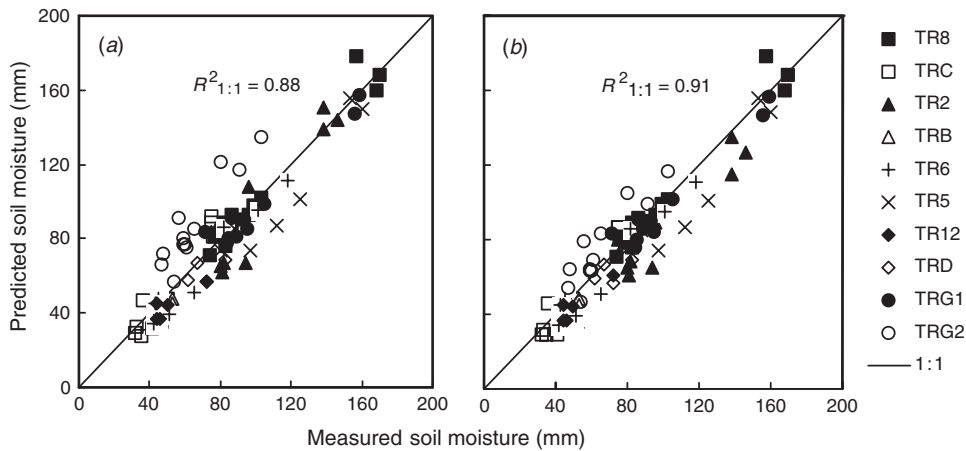 (a)
R²1:1 = 0.88
200
160
120
80
40
0
0
40
80
120
160
200
Predicted soil moisture (mm)
(b)
R²1:1 = 0.91
0
40
80
120
160
200
Measured soil moisture (mm)
TR8
TRC
TR2
TRB
TR6
TR5
TR12
TRD
TRG1
TRG2
1:1